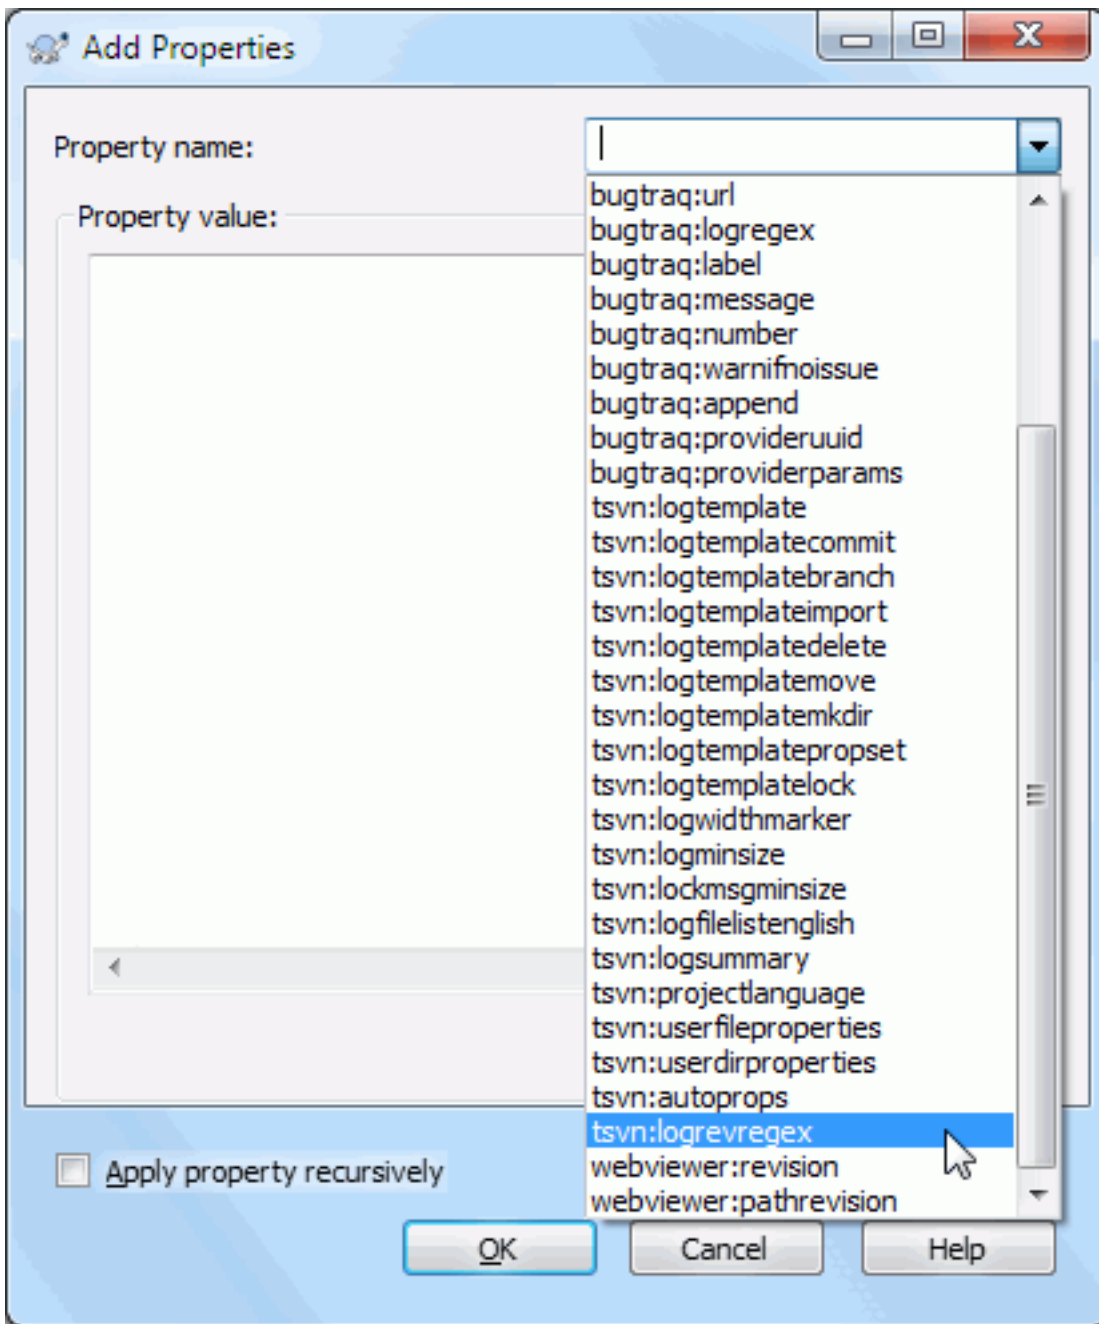 Add Properties
Property name:
Property value:
bugtraq:url
bugtraq:logregex
bugtraq:label
bugtraq:message
bugtraq:number
bugtraq:warnifnoissue
bugtraq:append
bugtraq:provideruuid
bugtraq:providerparams
tsvn:logtemplate
tsvn:logtemplatecommit
tsvn:logtemplatebranch
tsvn:logtemplateimport
tsvn:logtemplatedelete
tsvn:logtemplatemove
tsvn:logtemplatemkdir
tsvn:logtemplatepropset
tsvn:logtemplatelock
tsvn:logwidthmarker
tsvn:logminsize
tsvn:lockmsgminsize
tsvn:logfilelistenglish
tsvn:logsummary
tsvn:projectlanguage
tsvn:userfileproperties
tsvn:userdirproperties
tsvn:autoprops
tsvn:logrevregex
webviewer:revision
webviewer:pathrevision
Apply property recursively
OK Cancel Help